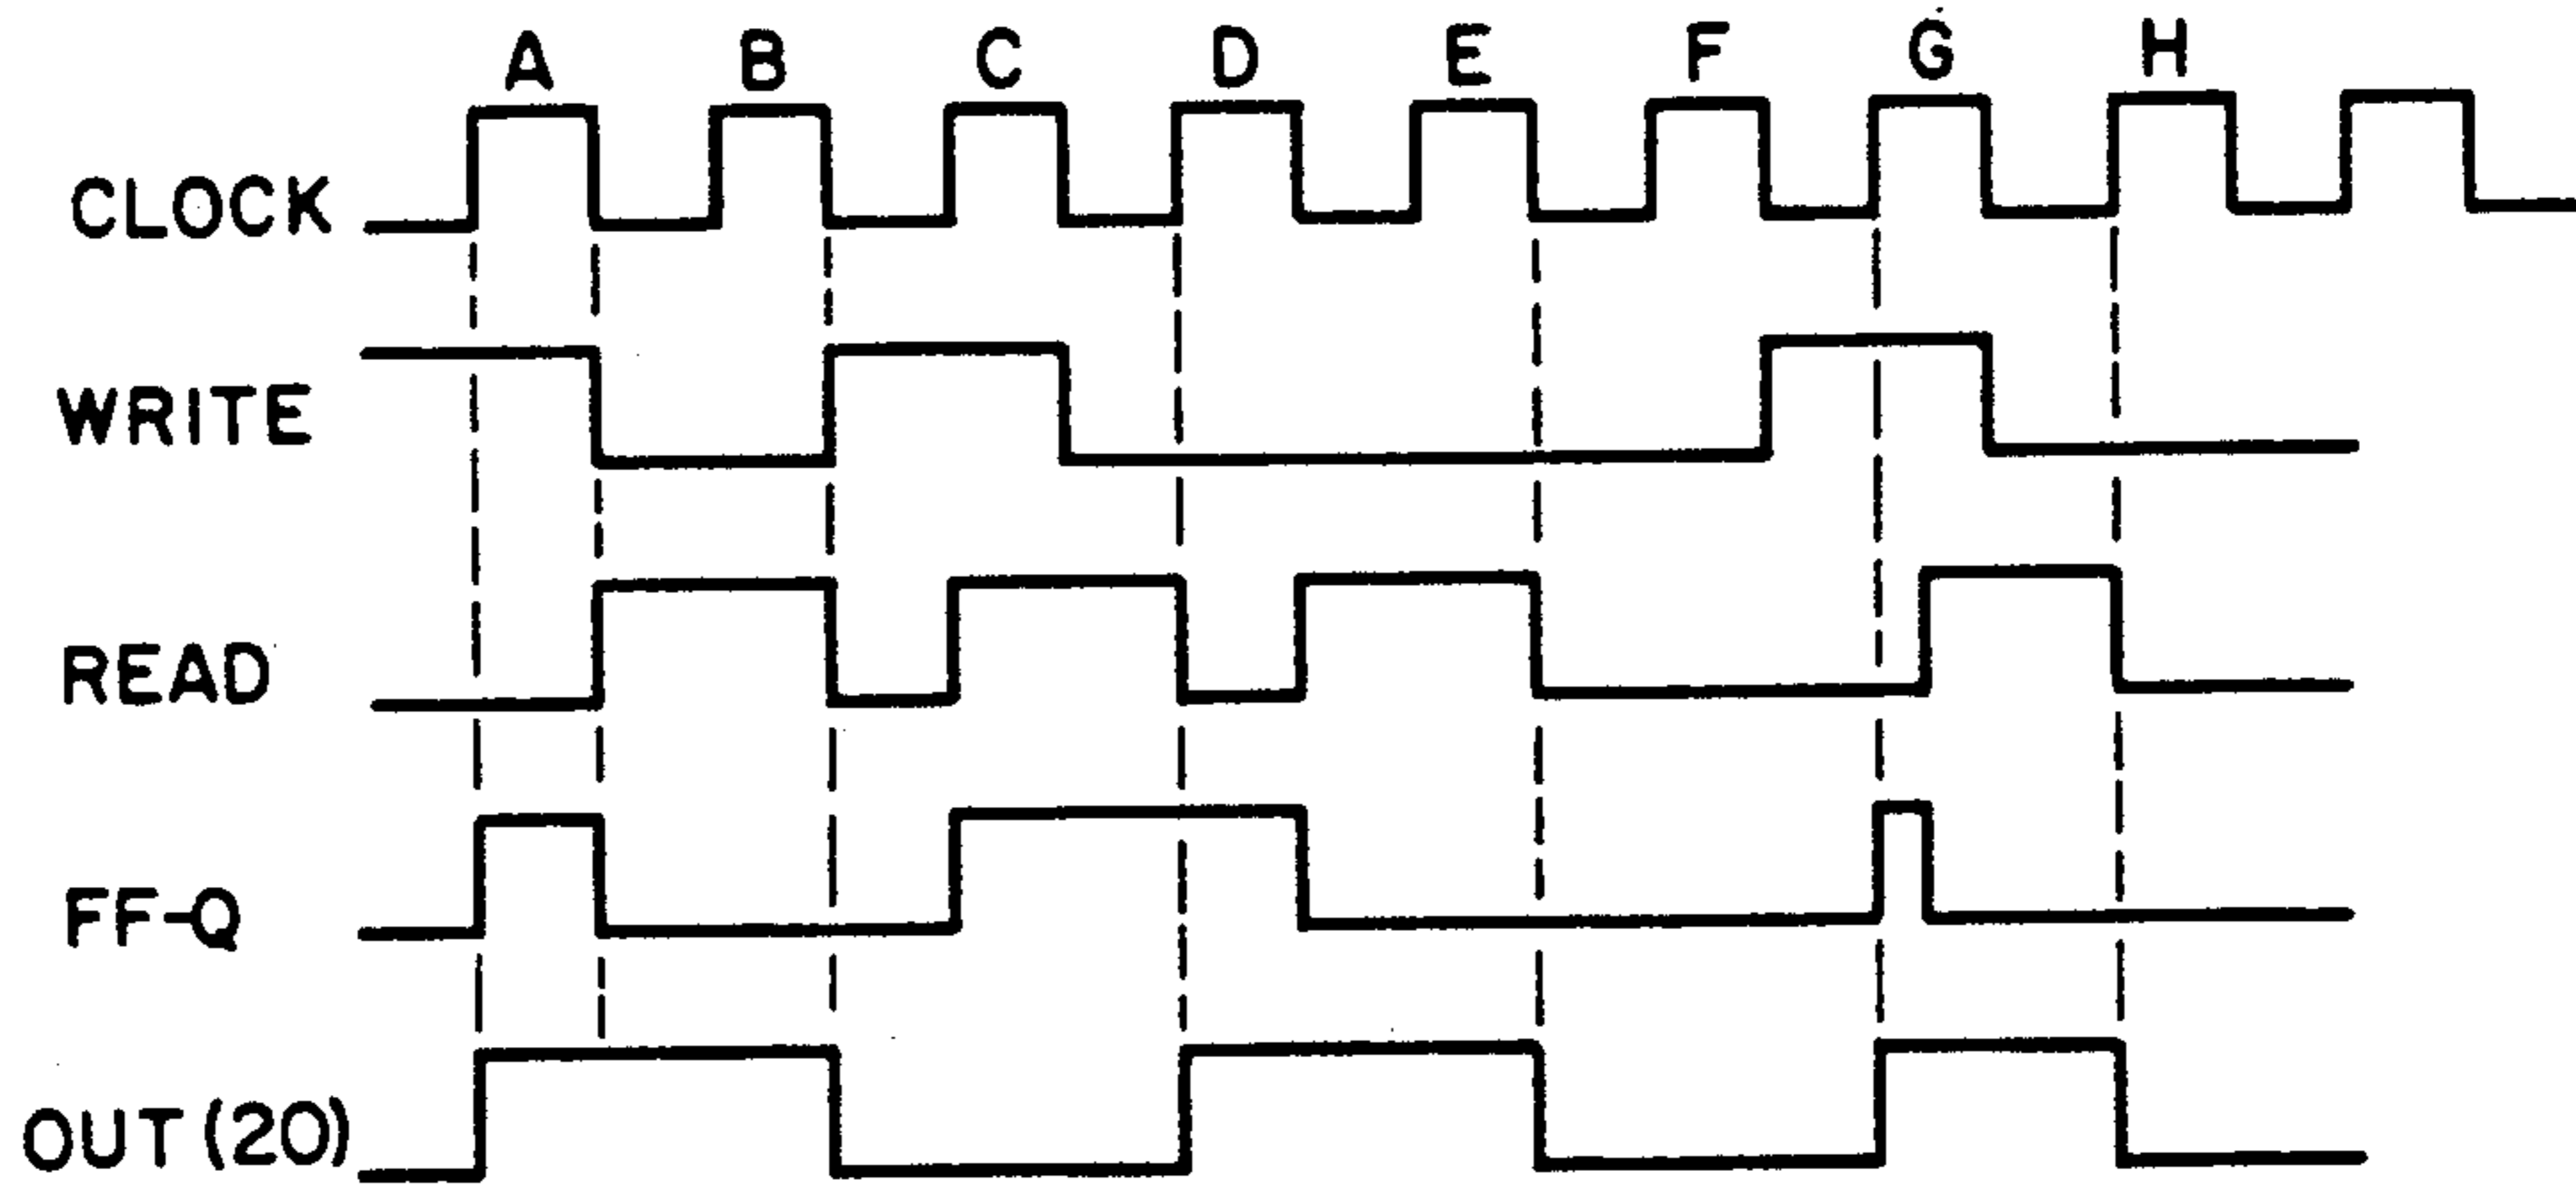 A B C D E F G H
CLOCK
WRITE
READ
FF-Q
OUT (20)